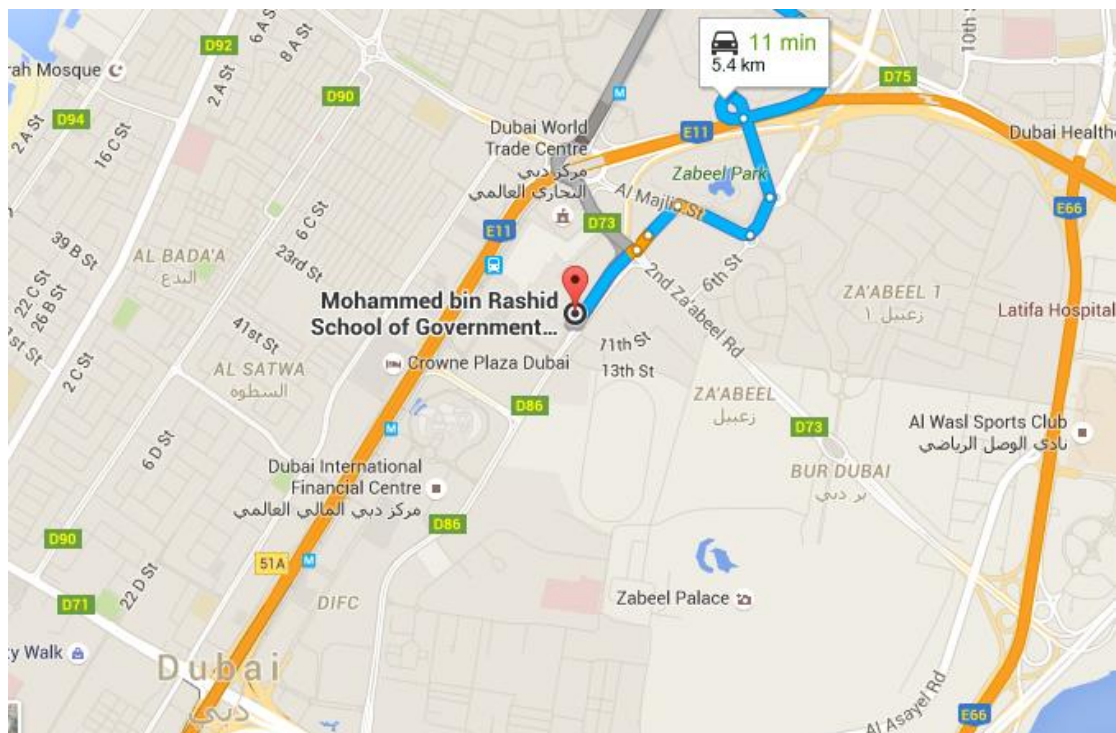 11 min
5.4 km
D92
6 A St
8 A St
10th St
D75
rah Mosque
2 A St
D90
M
D94
2 A St
16 C St
E11
Dubai World
Trade Centre
مركز دبي
التجاري العالمي
Dubai Healthc
Zabeel Park
Al Majlis St
E66
6 C St
D73
E11
39 B St
AL BADA'A
البدع
23rd St
2nd Za'abeel Rd
6th St
22 C St
26 B St
ZA'ABEEL 1
زعبيل ١
Mohammed bin Rashid
School of Government...
Latifa Hospital
41st St
11th St
13th St
2 C St
AL SATWA
السطوه
Crowne Plaza Dubai
ZA'ABEEL
زعبيل
D86
M
D73
Al Wasl Sports Club
نادي الوصل الرياضي
6 D St
BUR DUBAI
بر دبي
Dubai International
Financial Centre
مركز دبي المالي العالمي
D86
D90
51A
M
22 D St
DIFC
Zabeel Palace
D71
ky Walk
Dubai
دبي
Al Asayel Rd
E66